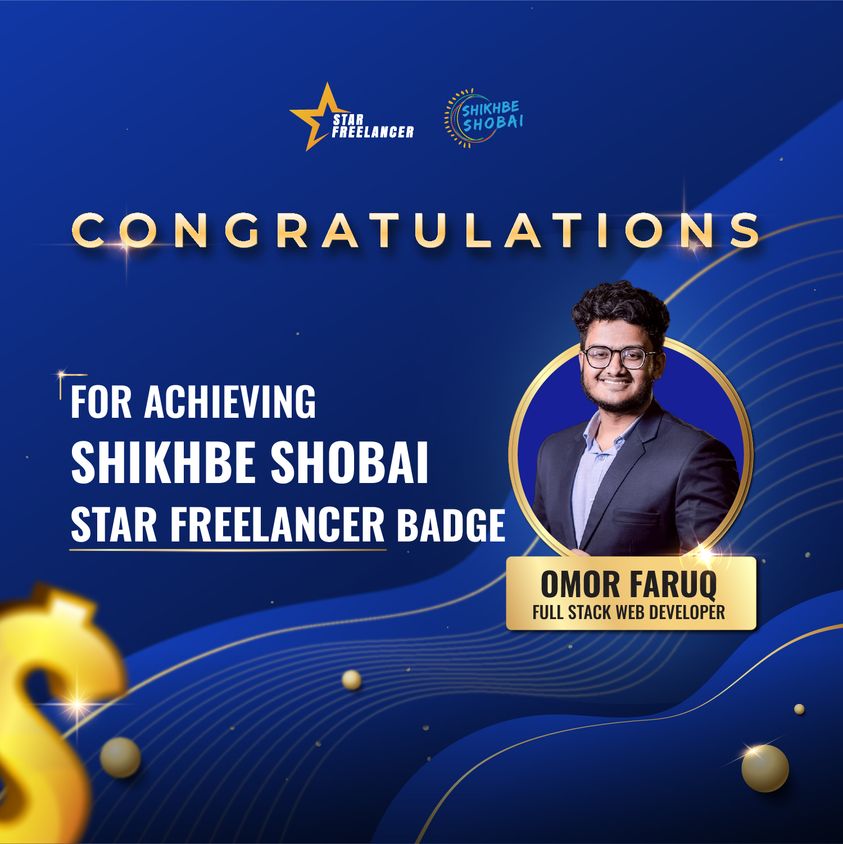 STAR
FREELANCER
SHIKHBE
SHOBAI
CONGRATULATIONS
FOR ACHIEVING
SHIKHBE SHOBAI
STAR FREELANCER BADGE
OMOR FARUQ
FULL STACK WEB DEVELOPER